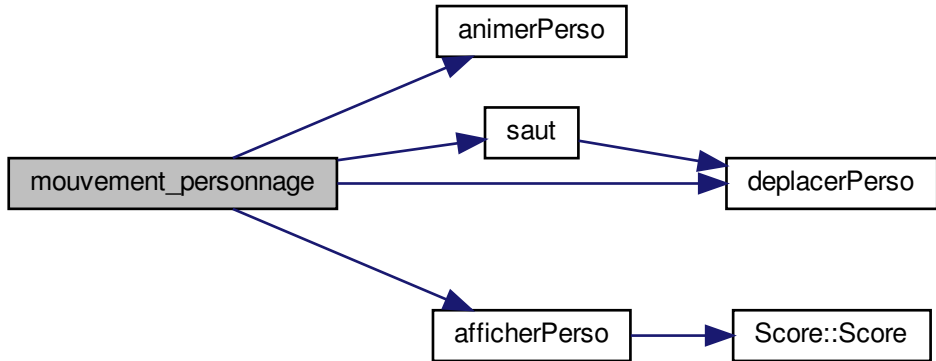 animerPerso
saut
mouvement_personnage
deplacerPerso
afficherPerso
Score::Score